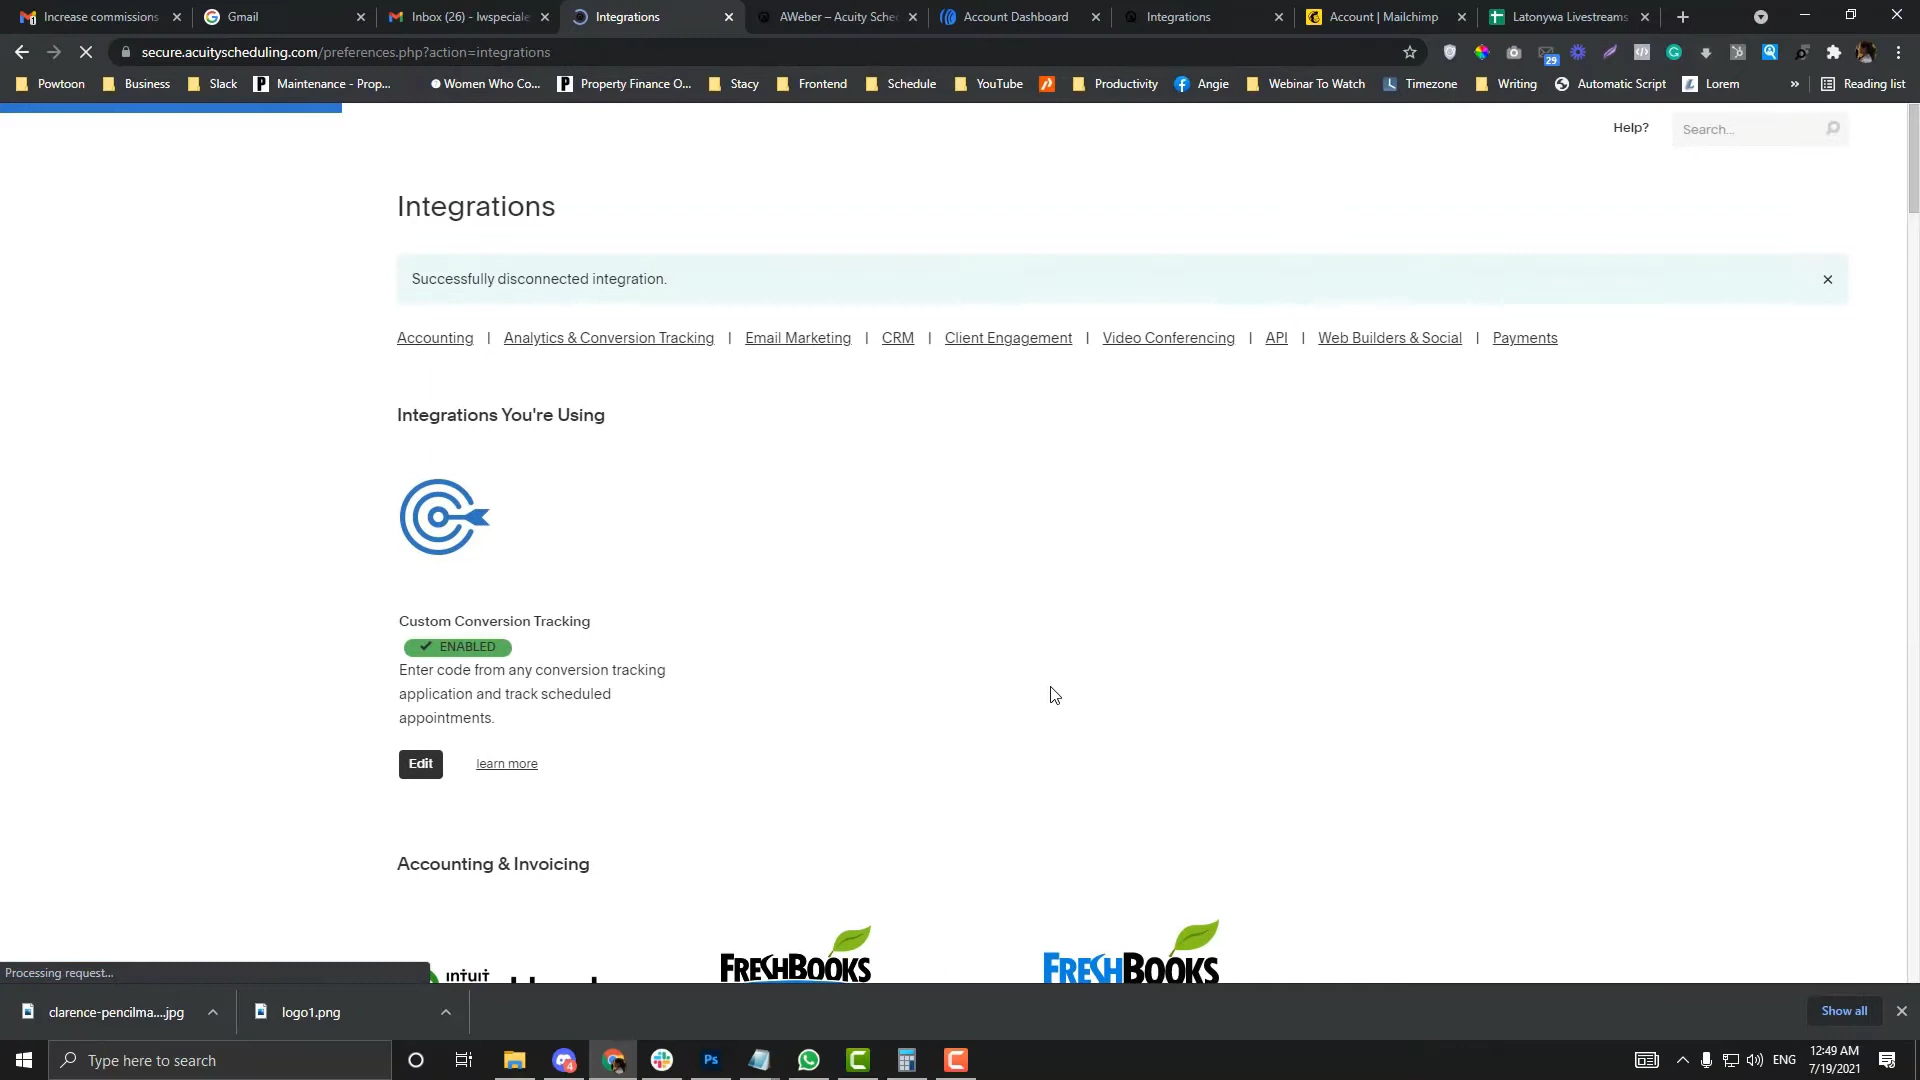 Increase commissions
Gmail
Inbox (26) - lwspeciale
Integrations
AWeber – Acuity Sche
Account Dashboard
Integrations
Account | Mailchimp
Latonywa Livestreams
secure.acuityscheduling.com/preferences.php?action=integrations
29
Powtoon
Business
Slack
Maintenance - Prop...
Women Who Co...
Property Finance O...
Stacy
Frontend
Schedule
YouTube
Productivity
Angie
Webinar To Watch
Timezone
Writing
Automatic Script
Lorem
»
Reading list
Help?
Search...
Integrations
Successfully disconnected integration.
Accounting | Analytics & Conversion Tracking | Email Marketing | CRM | Client Engagement | Video Conferencing | API | Web Builders & Social | Payments
Integrations You're Using
Custom Conversion Tracking
ENABLED
Enter code from any conversion tracking
application and track scheduled
appointments.
Edit
learn more
Accounting & Invoicing
INTUIT
FRESHBOOKS
FRESHBOOKS
Processing request...
clarence-pencilma....jpg
logo1.png
Show all
Type here to search
4
Ps
ENG
12:49 AM
7/19/2021